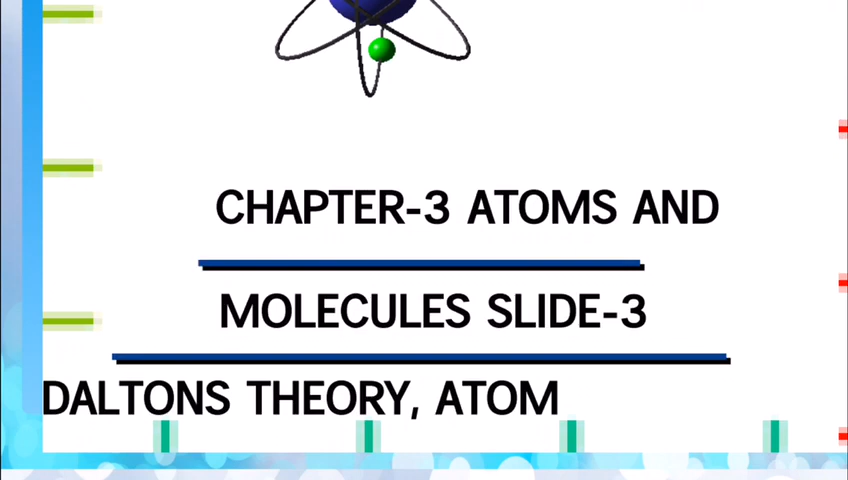 CHAPTER-3 ATOMS AND
MOLECULES SLIDE-3
DALTONS THEORY, ATOM